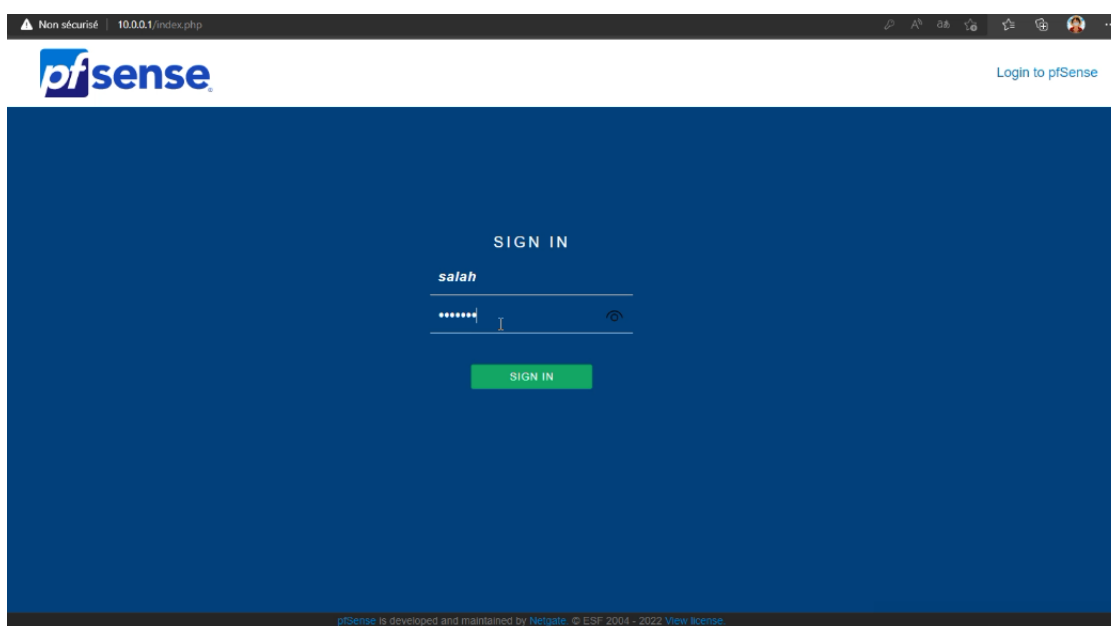 Non sécurisé | 10.0.0.1/index.php
pfsense
Login to pfSense
SIGN IN
salah
•••••••
SIGN IN
pfSense is developed and maintained by Netgate. © ESF 2004 - 2022 View license.